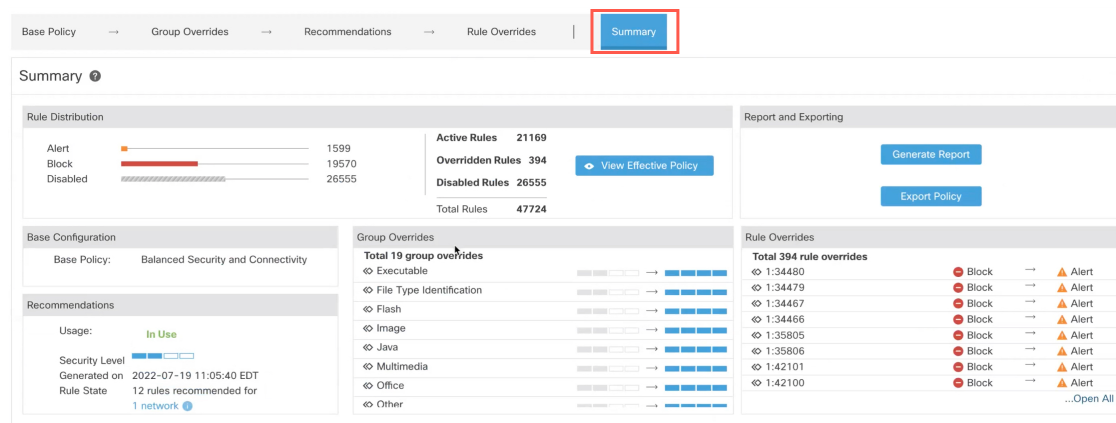 Base Policy → Group Overrides → Recommendations → Rule Overrides | Summary
Summary ?
Rule Distribution
Alert 1599
Block 19570
Disabled 26555
Active Rules 21169
Overridden Rules 394
Disabled Rules 26555
Total Rules 47724
View Effective Policy
Report and Exporting
Generate Report
Export Policy
Base Configuration
Base Policy: Balanced Security and Connectivity
Recommendations
Usage: In Use
Security Level
Generated on 2022-07-19 11:05:40 EDT
Rule State 12 rules recommended for
1 network i
Group Overrides
Total 19 group overrides
Executable →
File Type Identification →
Flash →
Image →
Java →
Multimedia →
Office →
Other →
Rule Overrides
Total 394 rule overrides
1:34480 Block → Alert
1:34479 Block → Alert
1:34467 Block → Alert
1:34466 Block → Alert
1:35805 Block → Alert
1:35806 Block → Alert
1:42101 Block → Alert
1:42100 Block → Alert
...Open All